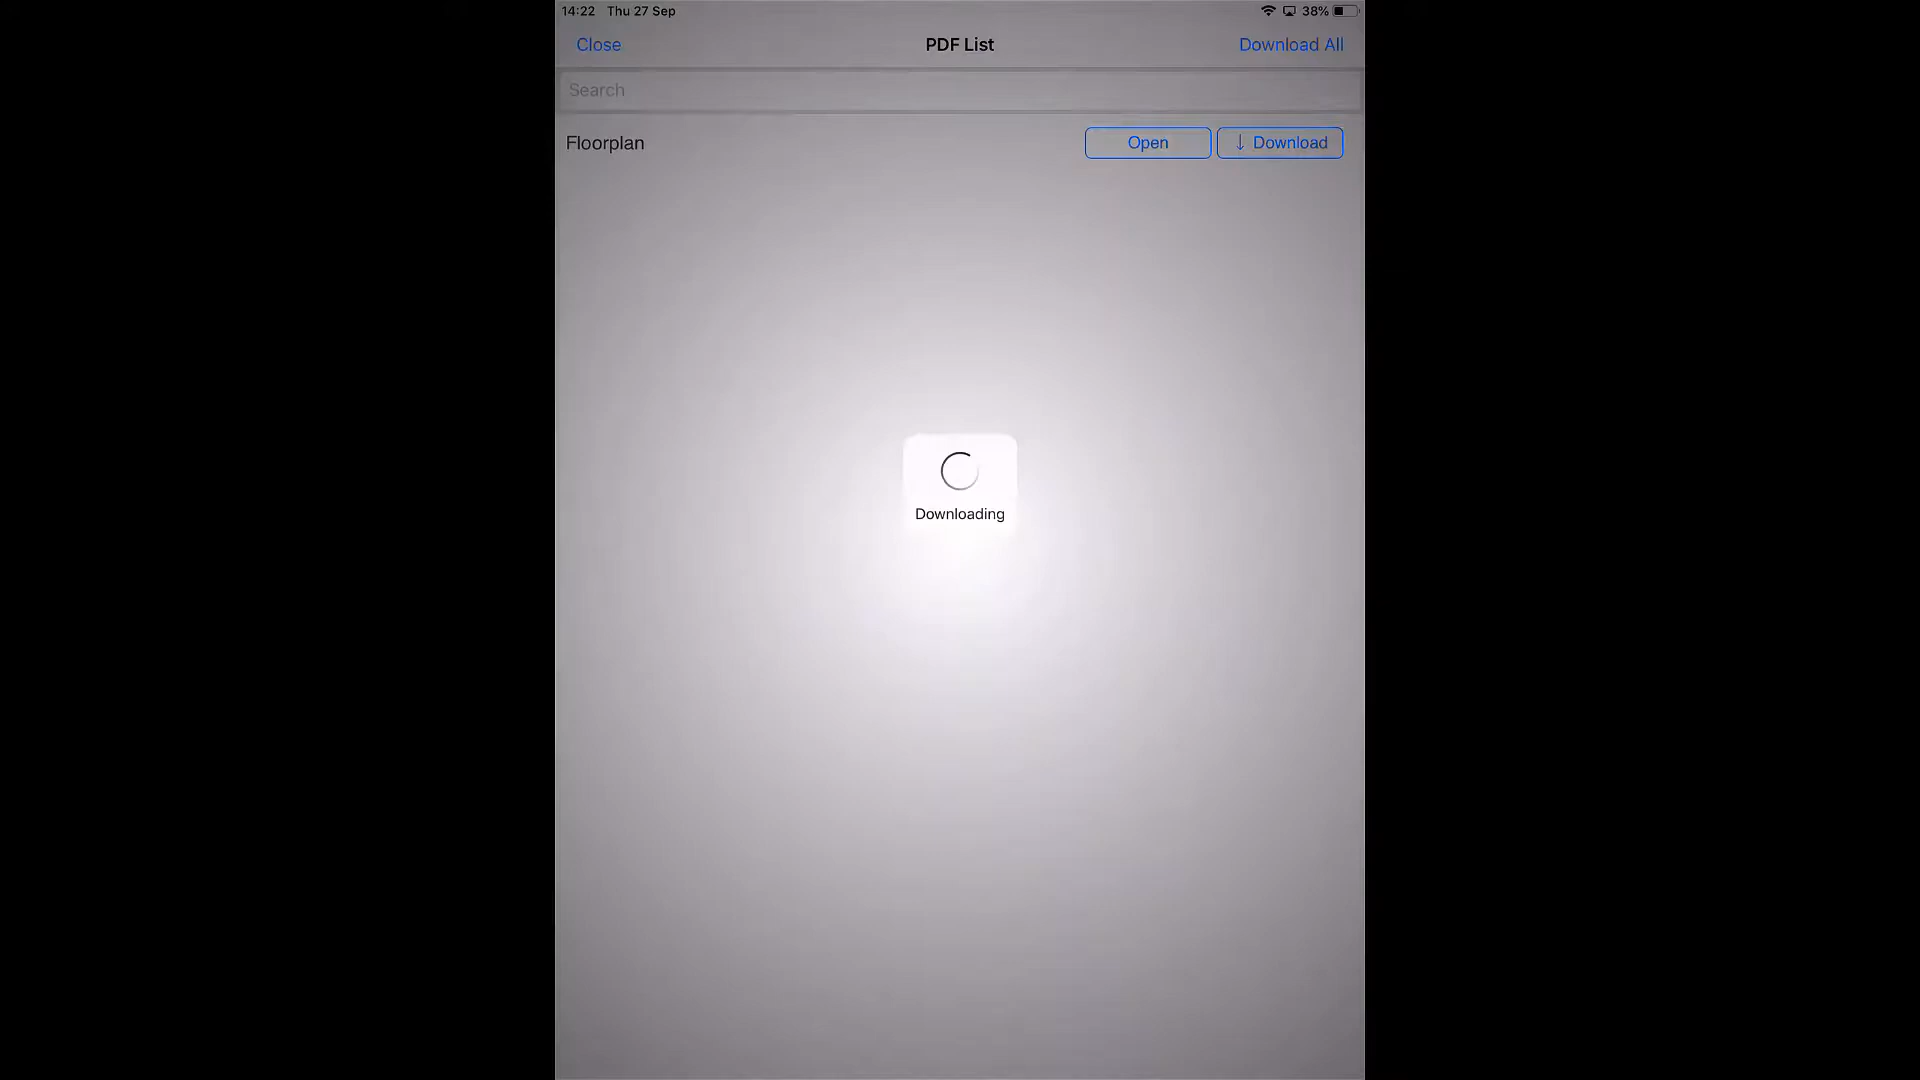 14:22 Thu 27 Sep 38%
Close PDF List Download All
Search
Floorplan Open ↓ Download
Downloading